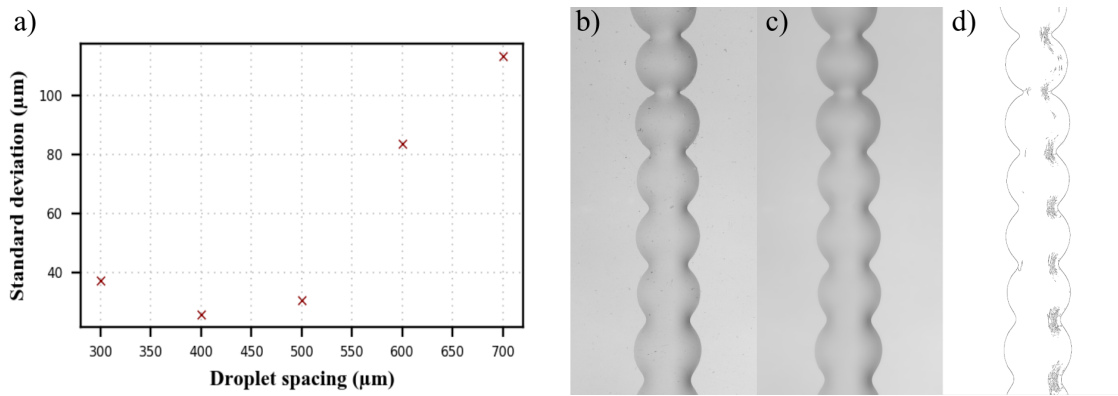 a)
Standard deviation (μm)
100
80
60
40
300 350 400 450 500 550 600 650 700
Droplet spacing (μm)
b)
c)
d)